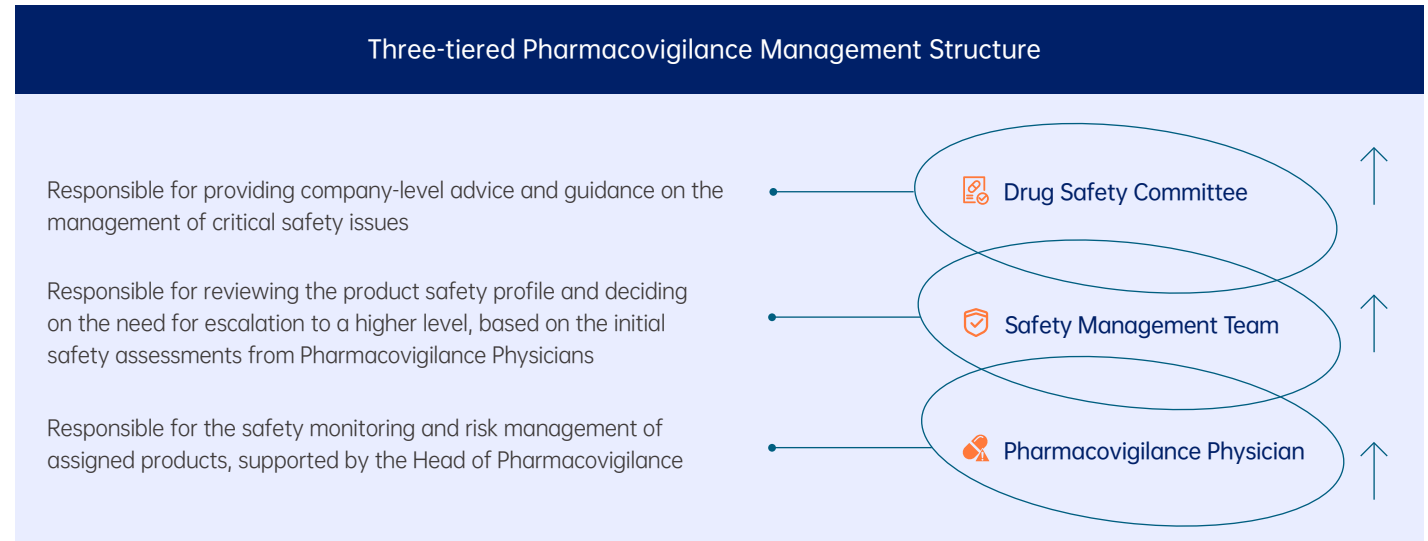 Three-tiered Pharmacovigilance Management Structure
Responsible for providing company-level advice and guidance on the
management of critical safety issues
Drug Safety Committee
Responsible for reviewing the product safety profile and deciding
on the need for escalation to a higher level, based on the initial
safety assessments from Pharmacovigilance Physicians
Safety Management Team
Responsible for the safety monitoring and risk management of
assigned products, supported by the Head of Pharmacovigilance
Pharmacovigilance Physician